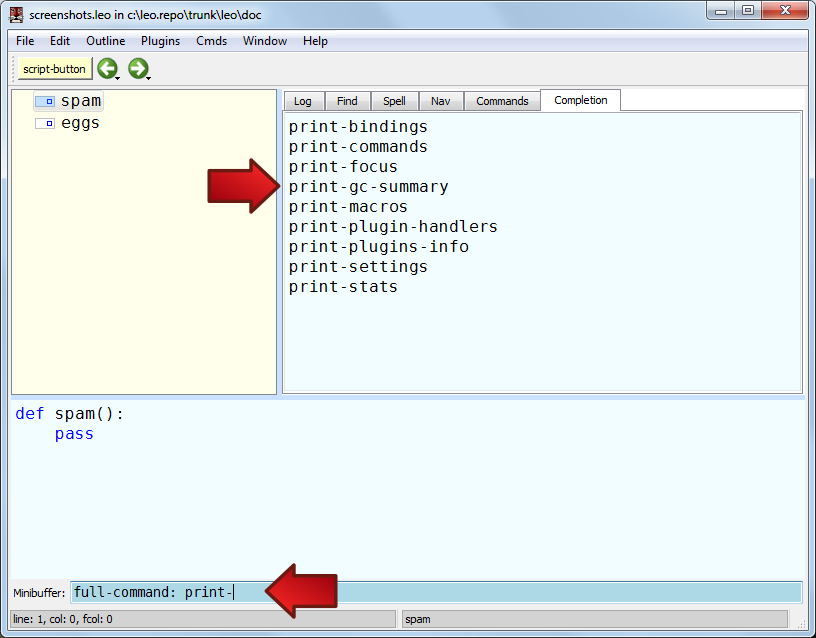 screenshots.leo in c:\leo.repo\trunk\leo\doc
File Edit Outline Plugins Cmds Window Help
script-button
spam
eggs
Log Find Spell Nav Commands Completion
print-bindings
print-commands
print-focus
print-gc-summary
print-macros
print-plugin-handlers
print-plugins-info
print-settings
print-stats
def spam():
pass
Minibuffer: full-command: print-
line: 1, col: 0, fcol: 0 spam